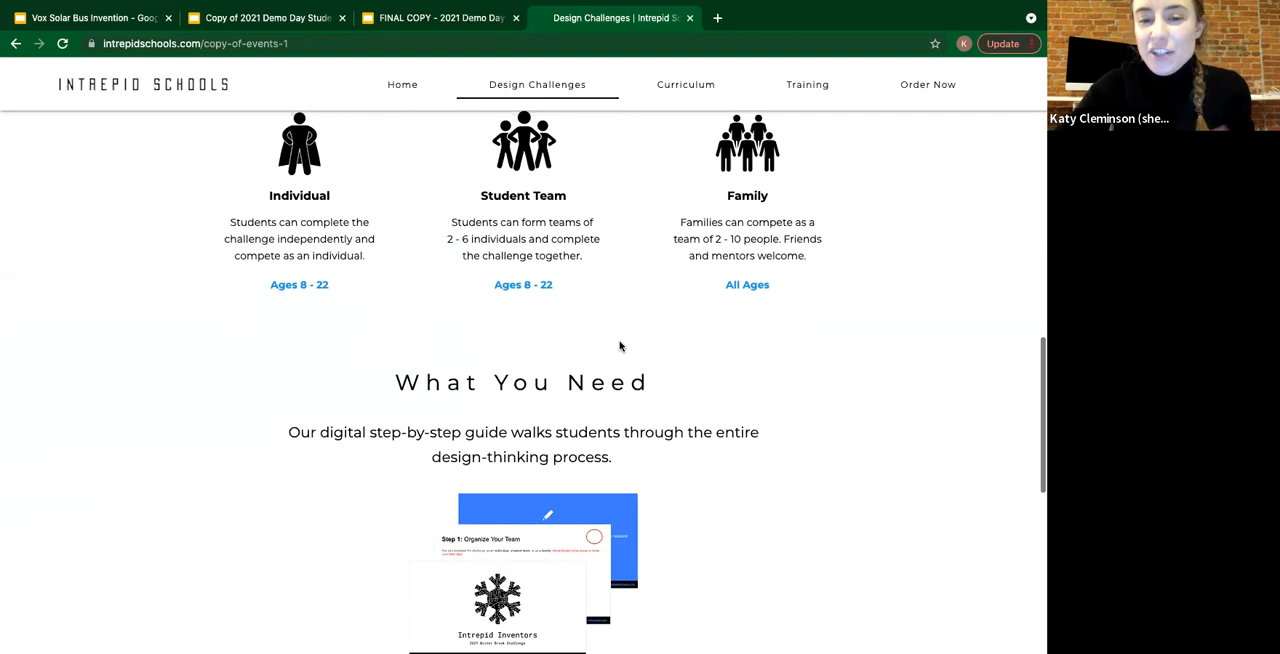 Vox Solar Bus Invention - Goog
Copy of 2021 Demo Day Stude
FINAL COPY - 2021 Demo Day
Design Challenges | Intrepid Sc
intrepidschools.com/copy-of-events-1
K
Update
INTREPID SCHOOLS
Home
Design Challenges
Curriculum
Training
Order Now
Katy Cleminson (she...
Individual
Students can complete the
challenge independently and
compete as an individual.
Ages 8 - 22
Student Team
Students can form teams of
2 - 6 individuals and complete
the challenge together.
Ages 8 - 22
Family
Families can compete as a
team of 2 - 10 people. Friends
and mentors welcome.
All Ages
What You Need
Our digital step-by-step guide walks students through the entire
design-thinking process.
Step 1: Organize Your Team
Intrepid Inventors
2021 Winter Break Challenge